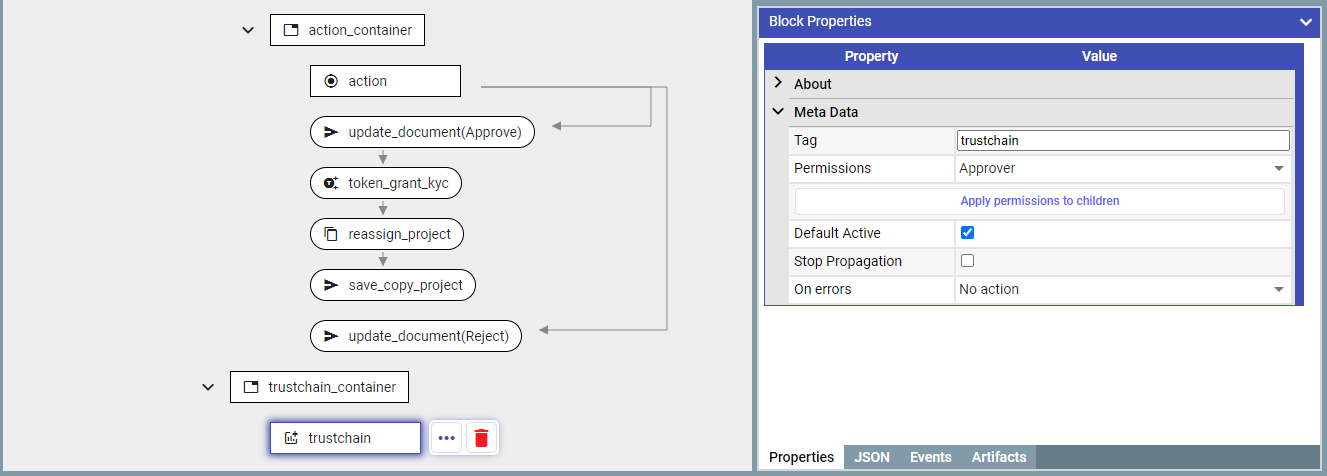 action_container
action
update_document(Approve)
token_grant_kyc
reassign_project
save_copy_project
update_document(Reject)
trustchain_container
trustchain
Block Properties
Property Value
About
Meta Data
Tag trustchain
Permissions Approver
Apply permissions to children
Default Active
Stop Propagation
On errors No action
Properties JSON Events Artifacts